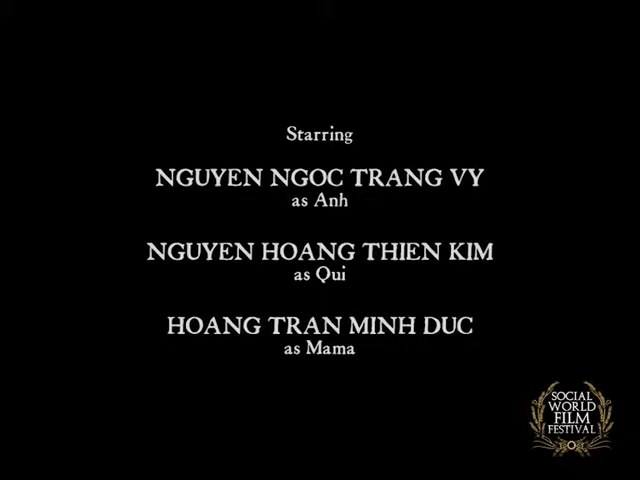 Starring
NGUYEN NGOC TRANG VY
as Anh
NGUYEN HOANG THIEN KIM
as Qui
HOANG TRAN MINH DUC
as Mama
SOCIAL
WORLD
FILM
FESTIVAL